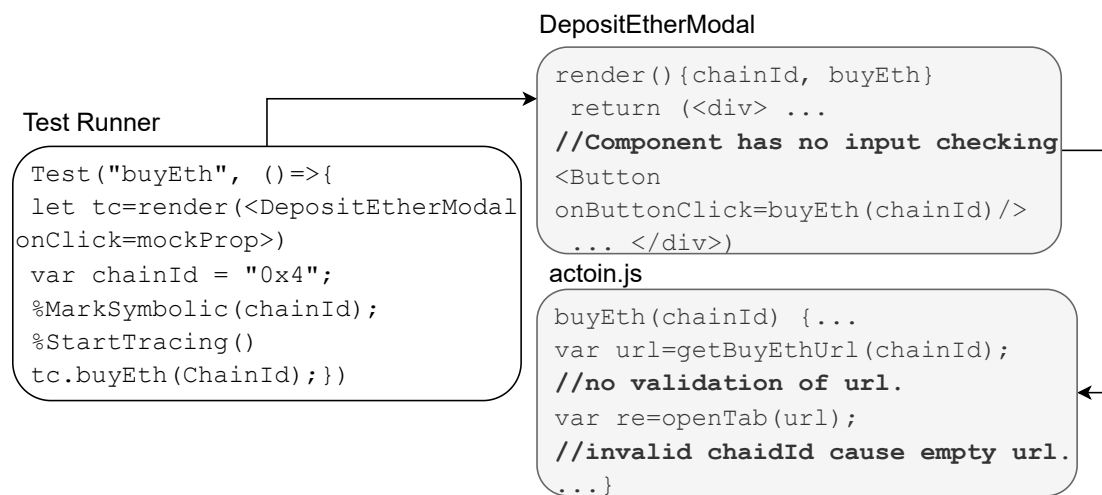 Test Runner
Test("buyEth", ()=>{
let tc=render(<DepositEtherModal
onClick=mockProp>)
var chainId = "0x4";
%MarkSymbolic(chainId);
%StartTracing()
tc.buyEth(ChainId);})
DepositEtherModal
render(){chainId, buyEth}
return (<div> ...
//Component has no input checking
<Button
onButtonClick=buyEth(chainId)/>
... </div>)
actoin.js
buyEth(chainId) {...
var url=getBuyEthUrl(chainId);
//no validation of url.
var re=openTab(url);
//invalid chaidId cause empty url.
...}